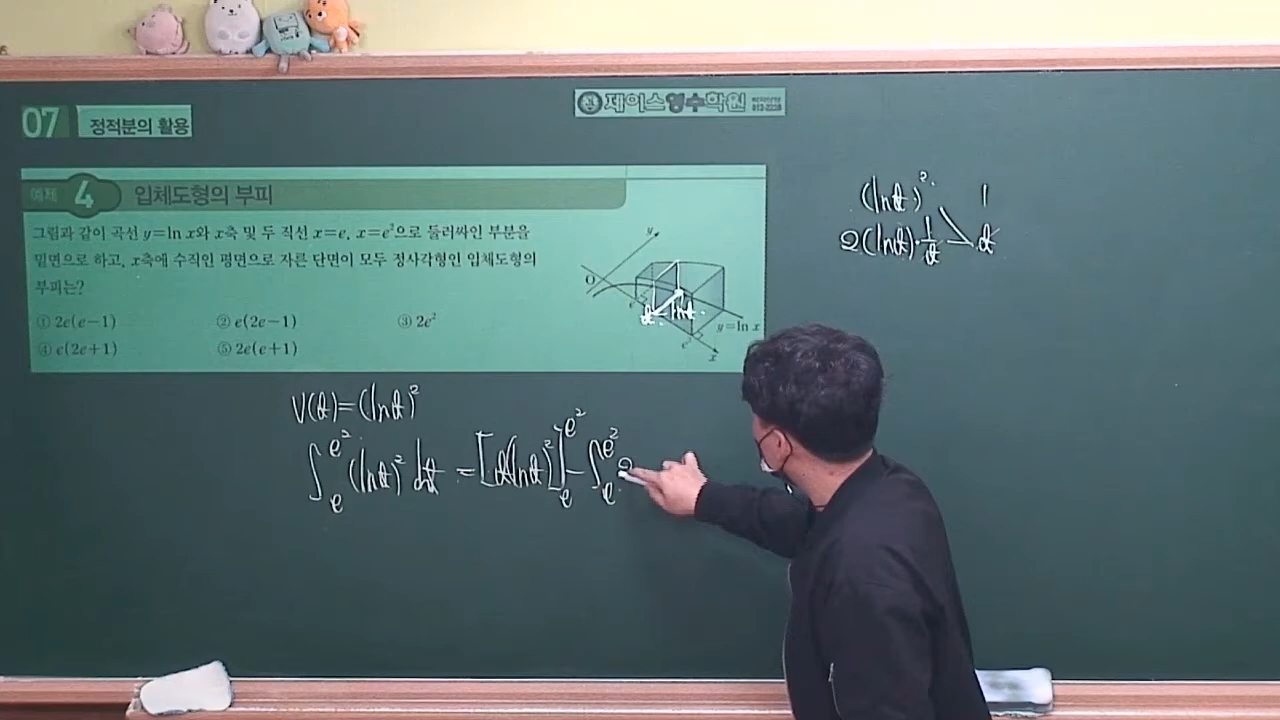 07 정적분의 활용
제이스영수학원
예제 4 입체도형의 부피
그림과 같이 곡선 y=ln x와 x축 및 두 직선 x=e, x=e²으로 둘러싸인 부분을
밑면으로 하고, x축에 수직인 평면으로 자른 단면이 모두 정사각형인 입체도형의
부피는?
① 2e(e-1) ② e(2e-1) ③ 2e²
④ e(2e+1) ⑤ 2e(e+1)
y
O
e
y=ln x
e²
x
(ln t)² 1
2(ln t)·1/t t
V(t)=(ln t)²
∫_e^{e²} (ln t)² dt = [t(ln t)²]_e^{e²} - ∫_e^{e²} 2